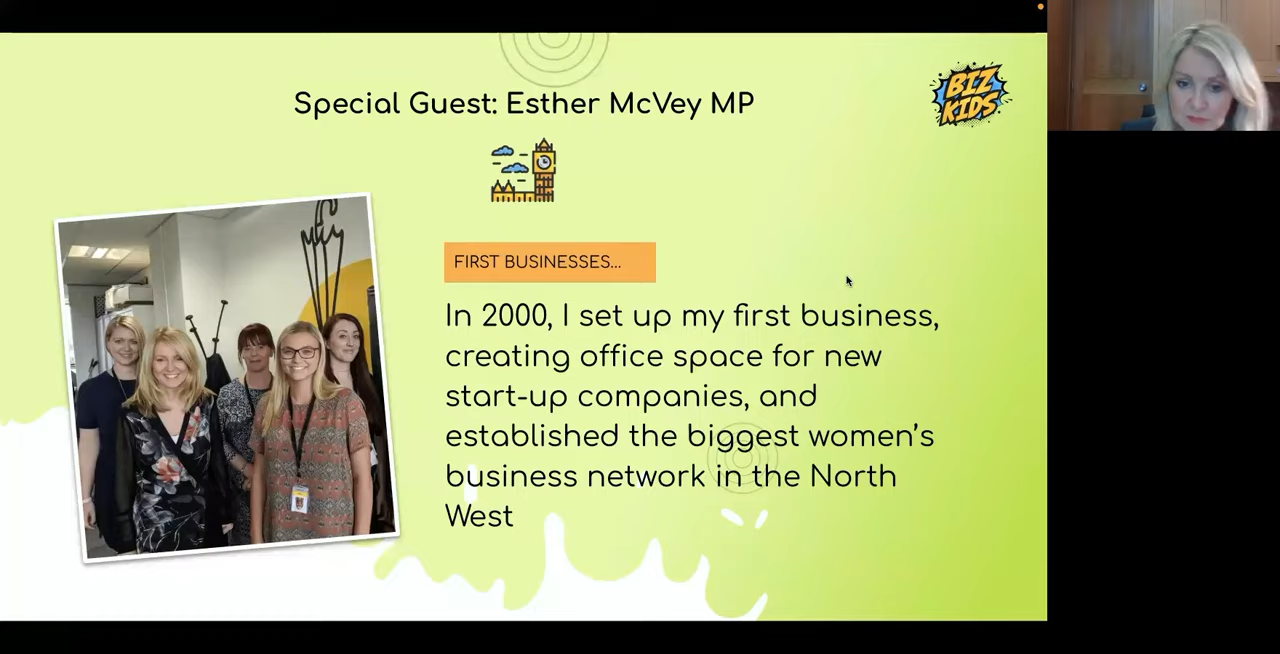 Special Guest: Esther McVey MP
BIZ
KIDS
FIRST BUSINESSES...
In 2000, I set up my first business,
creating office space for new
start-up companies, and
established the biggest women's
business network in the North
West